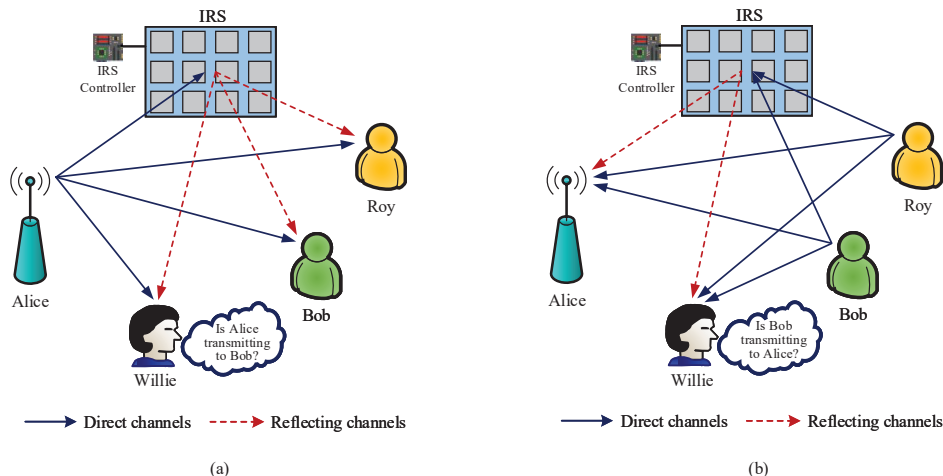 IRS
IRS
Controller
Roy
Alice
Bob
Is Alice
transmitting
to Bob?
Willie
Direct channels
Reflecting channels
(a)
IRS
IRS
Controller
Roy
Alice
Bob
Is Bob
transmitting
to Alice?
Willie
Direct channels
Reflecting channels
(b)